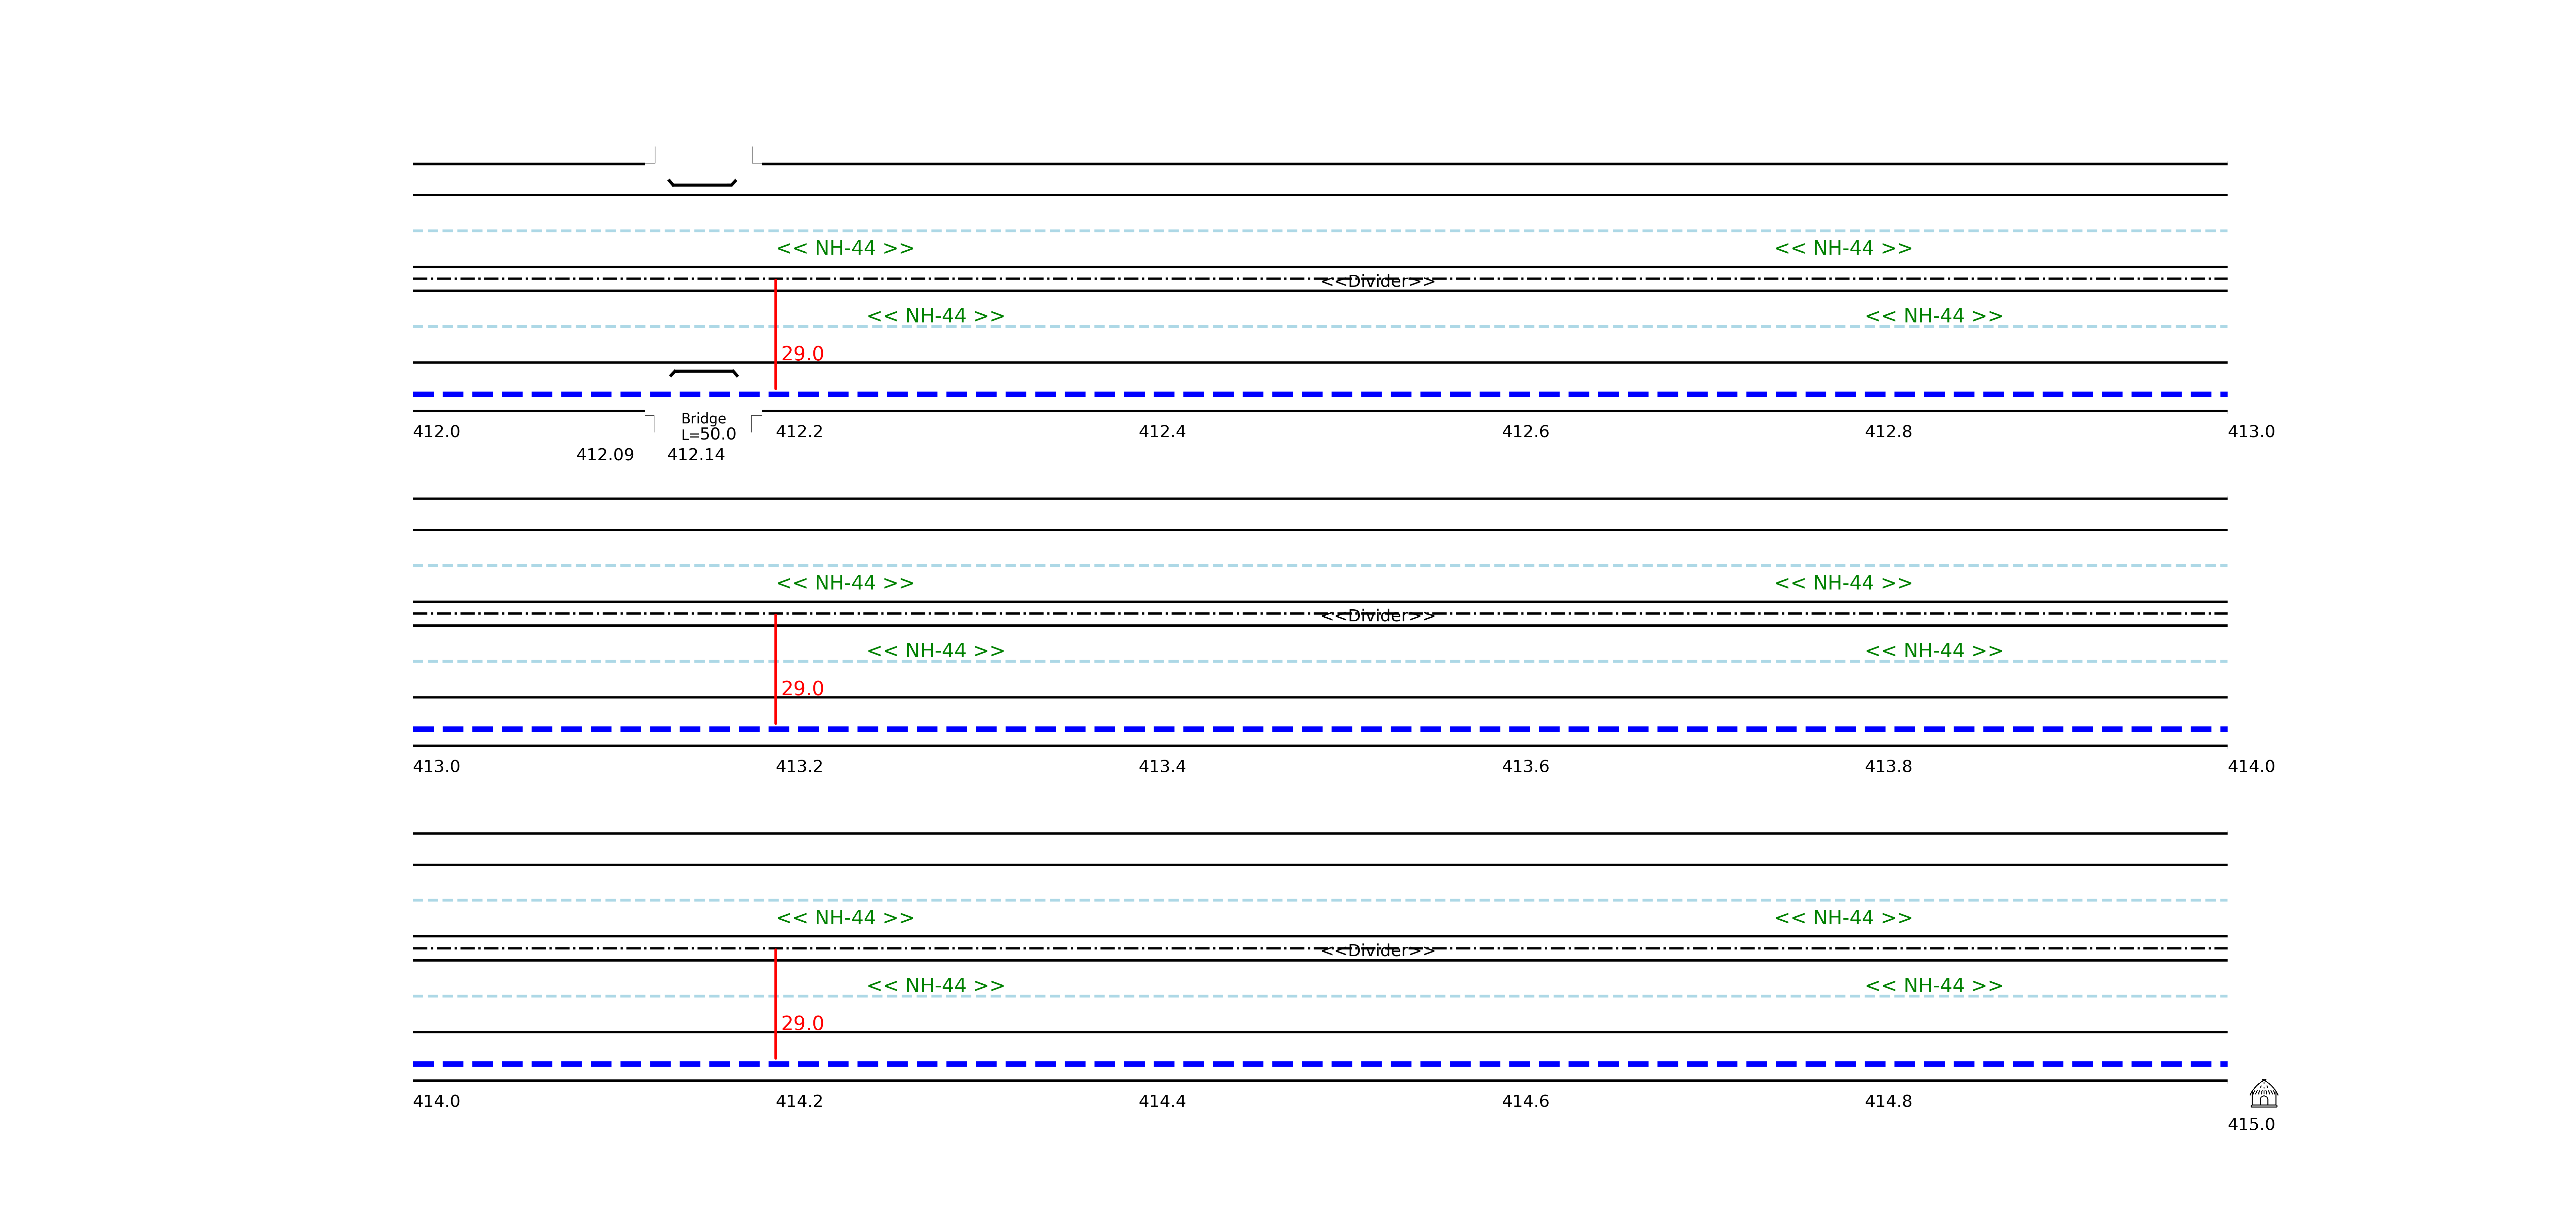 << NH-44 >> << NH-44 >>
<<Divider>>
<< NH-44 >> << NH-44 >>
29.0
Bridge
L=50.0
412.0 412.2 412.4 412.6 412.8 413.0
412.09 412.14
<< NH-44 >> << NH-44 >>
<<Divider>>
<< NH-44 >> << NH-44 >>
29.0
413.0 413.2 413.4 413.6 413.8 414.0
<< NH-44 >> << NH-44 >>
<<Divider>>
<< NH-44 >> << NH-44 >>
29.0
414.0 414.2 414.4 414.6 414.8
415.0